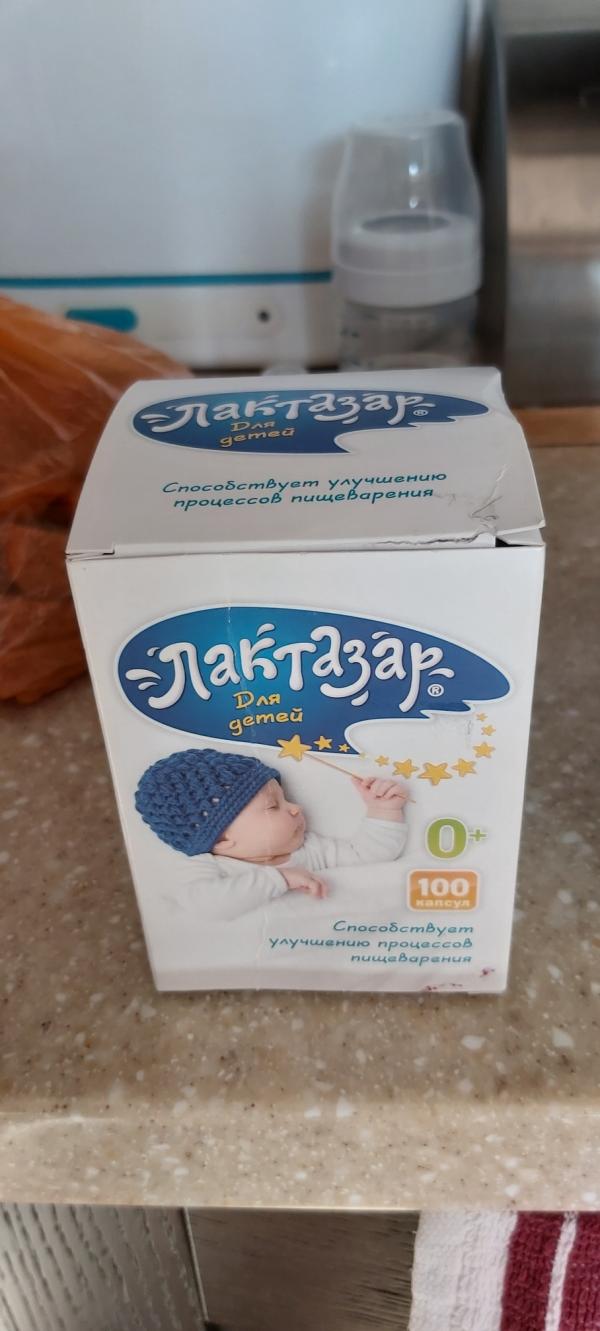 Лактазар®
Для
детей
Способствует улучшению
процессов пищеварения
Лактазар®
Для
детей
0+
100
капсул
Способствует
улучшению процессов
пищеварения